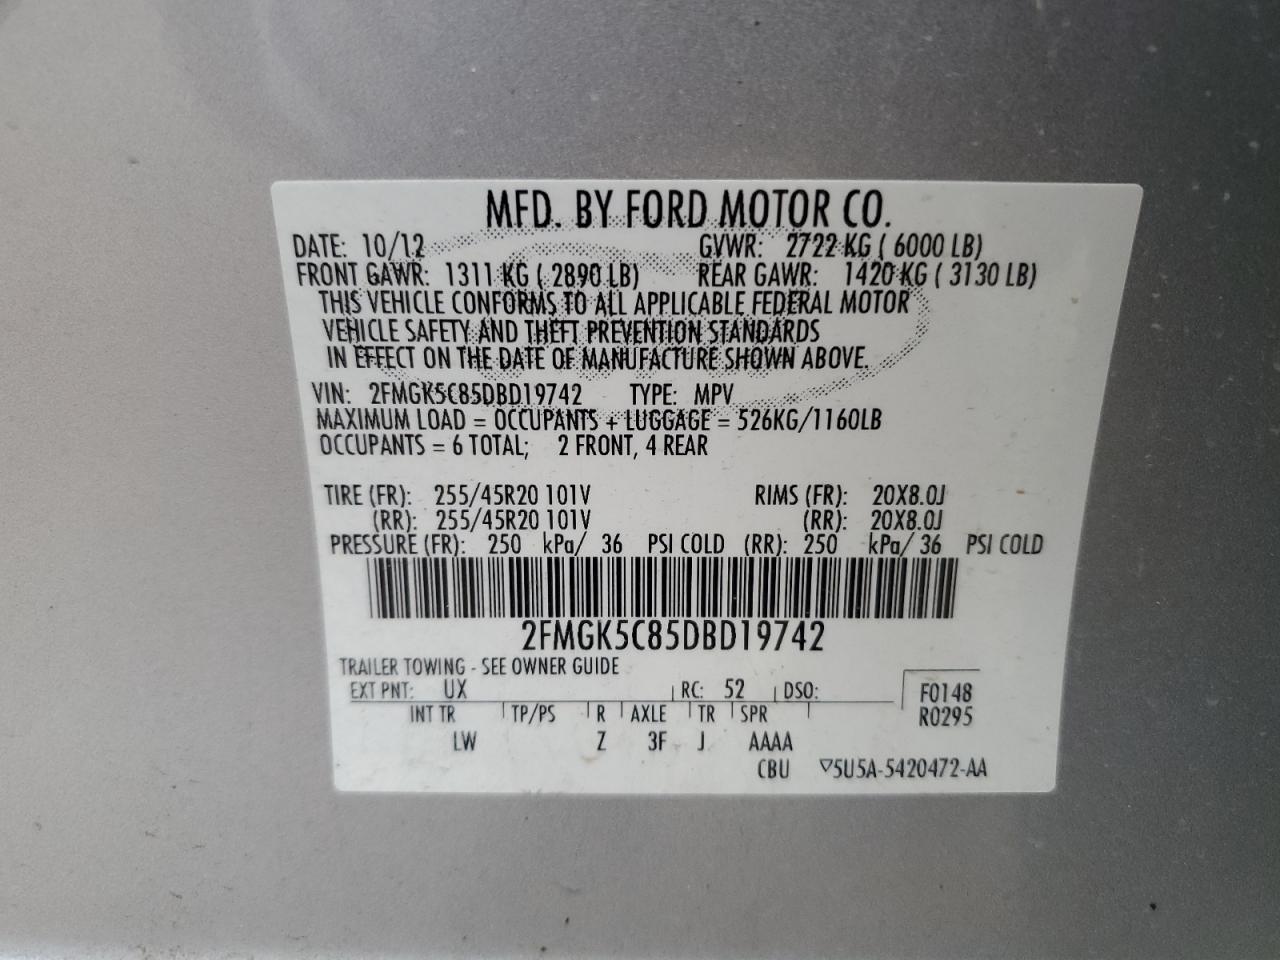 MFD. BY FORD MOTOR CO.
DATE: 10/12 GVWR: 2722 KG ( 6000 LB)
FRONT GAWR: 1311 KG ( 2890 LB) REAR GAWR: 1420 KG ( 3130 LB)
THIS VEHICLE CONFORMS TO ALL APPLICABLE FEDERAL MOTOR
VEHICLE SAFETY AND THEFT PREVENTION STANDARDS
IN EFFECT ON THE DATE OF MANUFACTURE SHOWN ABOVE.
VIN: 2FMGK5C85DBD19742 TYPE: MPV
MAXIMUM LOAD = OCCUPANTS + LUGGAGE = 526KG/1160LB
OCCUPANTS = 6 TOTAL; 2 FRONT, 4 REAR
TIRE (FR): 255/45R20 101V RIMS (FR): 20X8.0J
(RR): 255/45R20 101V (RR): 20X8.0J
PRESSURE (FR): 250 kPa/ 36 PSI COLD (RR): 250 kPa/ 36 PSI COLD
2FMGK5C85DBD19742
TRAILER TOWING - SEE OWNER GUIDE
EXT PNT: UX RC: 52 DSO: F0148
INT TR TP/PS R AXLE TR SPR R0295
LW Z 3F J AAAA
CBU ▽5U5A-5420472-AA